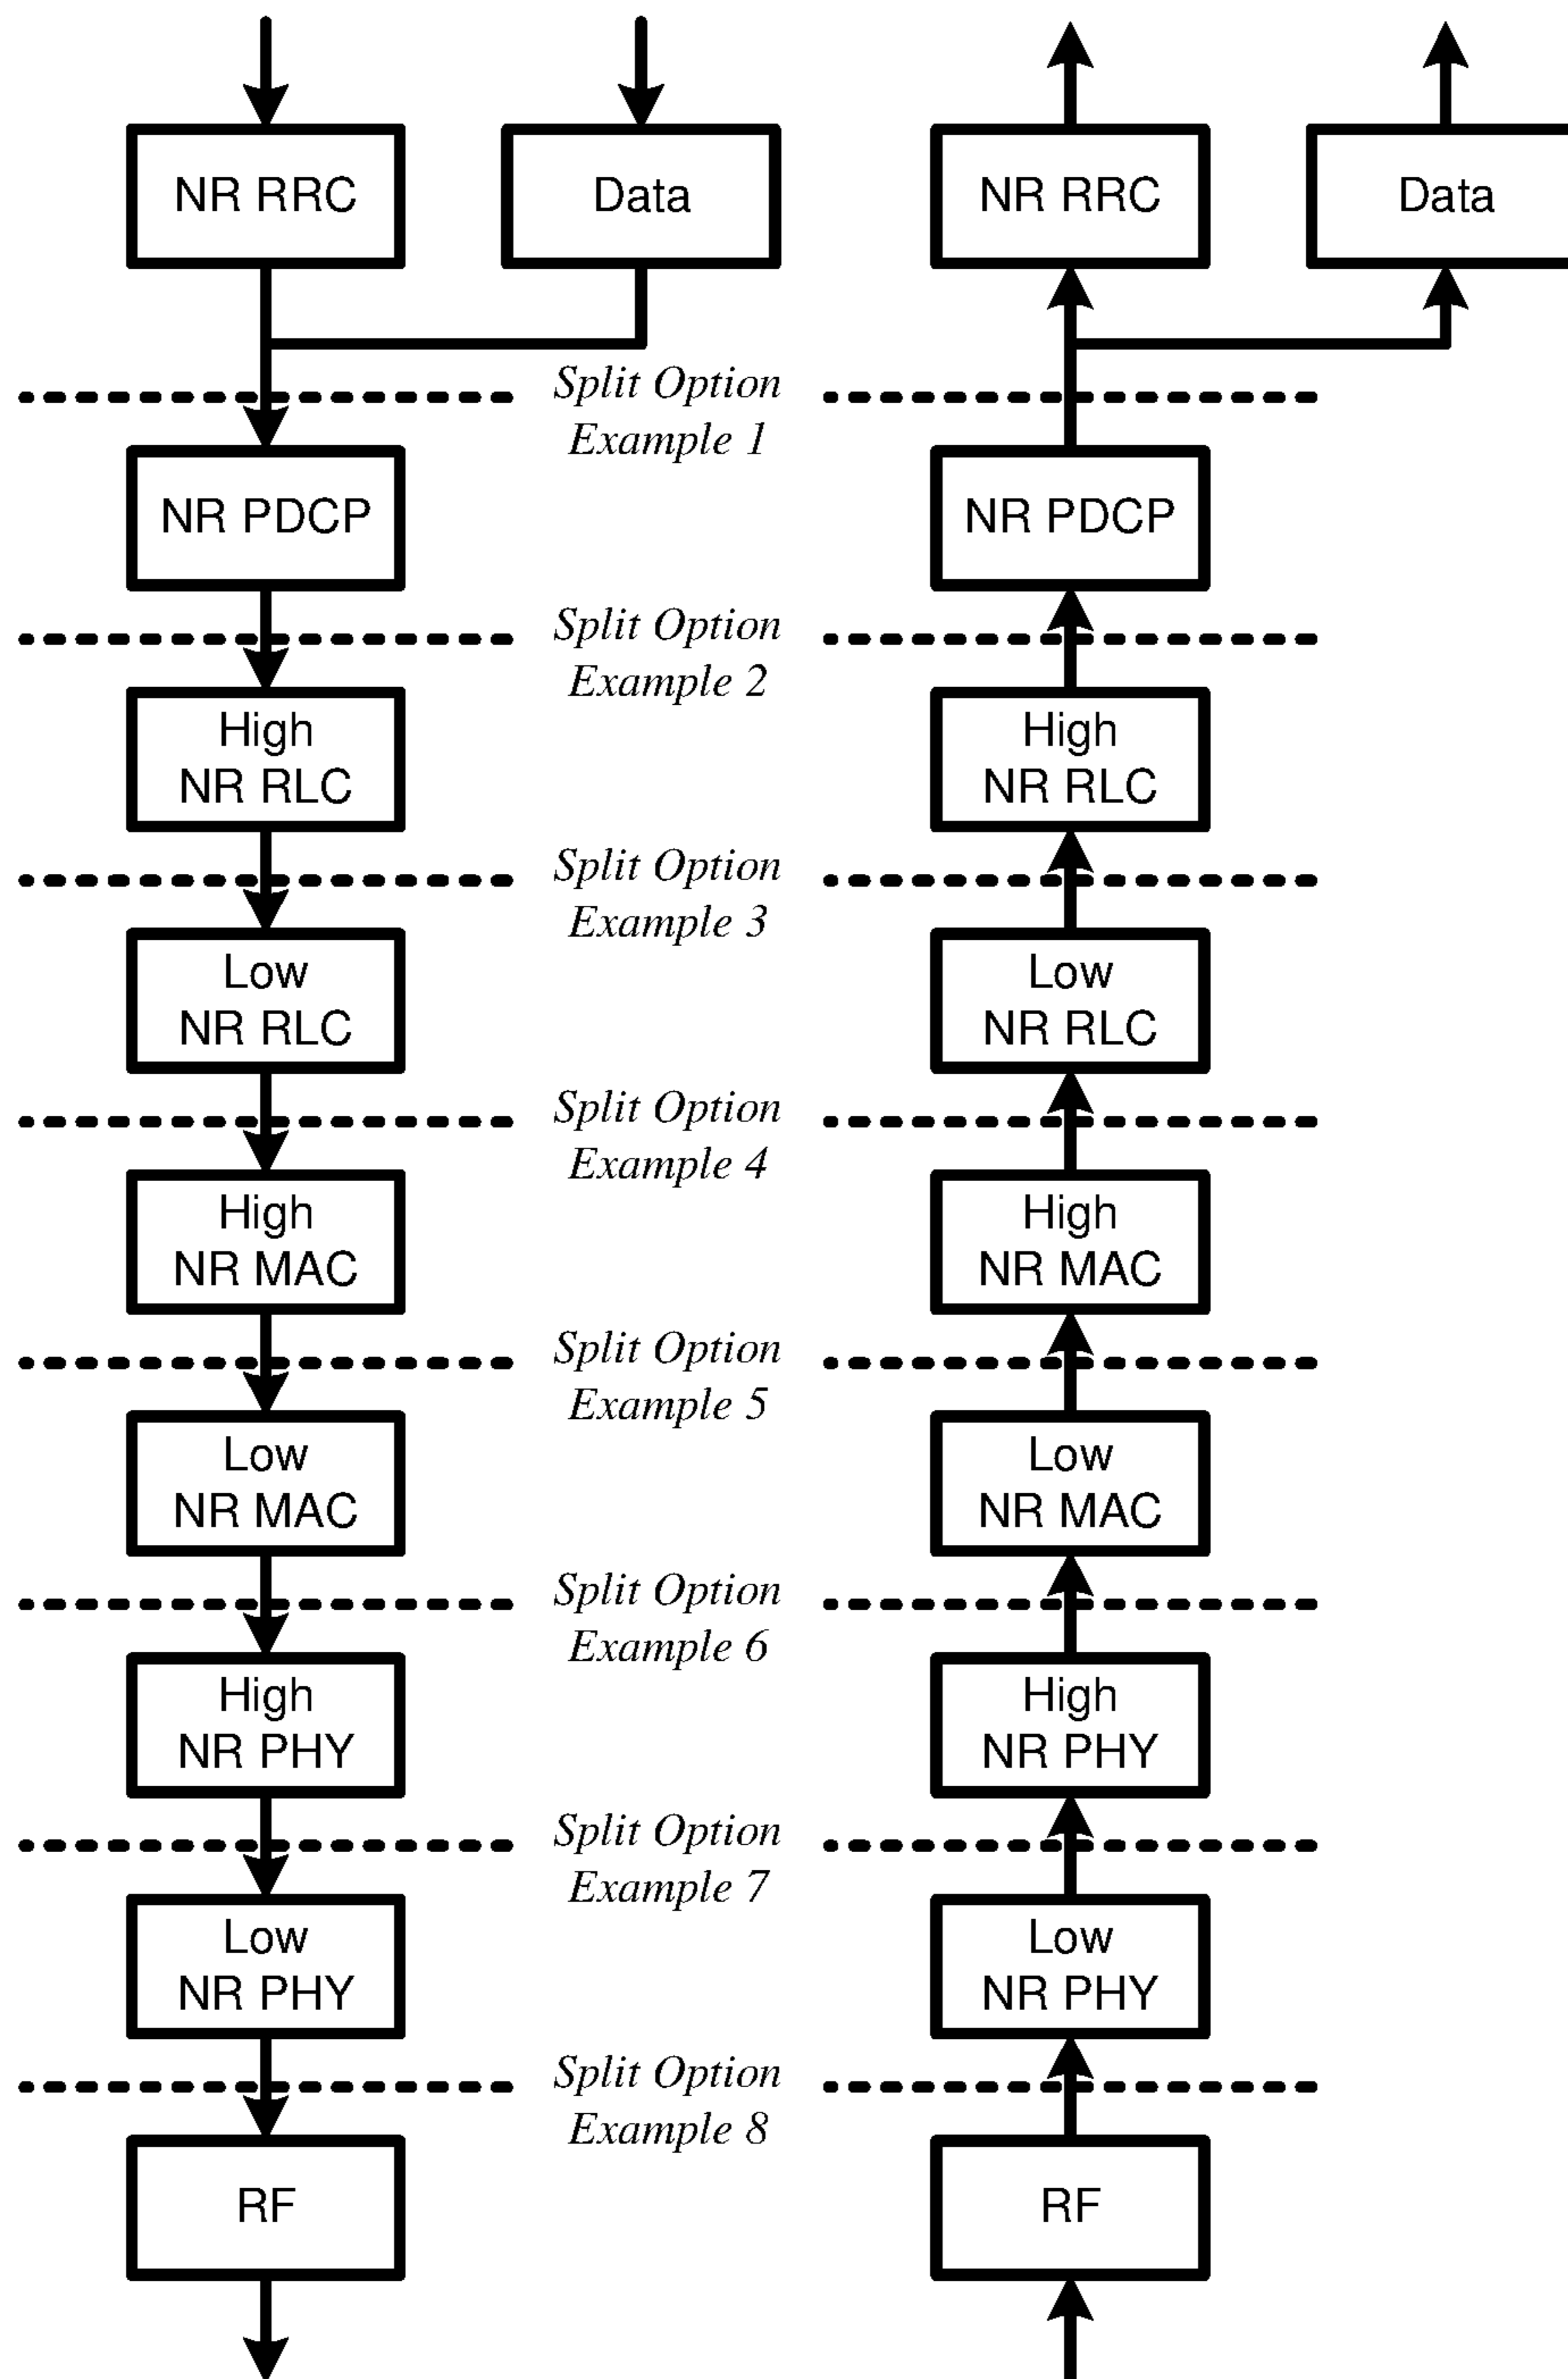 NR RRC
Data
NR RRC
Data
Split Option
Example 1
NR PDCP
NR PDCP
Split Option
Example 2
High
NR RLC
High
NR RLC
Split Option
Example 3
Low
NR RLC
Low
NR RLC
Split Option
Example 4
High
NR MAC
High
NR MAC
Split Option
Example 5
Low
NR MAC
Low
NR MAC
Split Option
Example 6
High
NR PHY
High
NR PHY
Split Option
Example 7
Low
NR PHY
Low
NR PHY
Split Option
Example 8
RF
RF